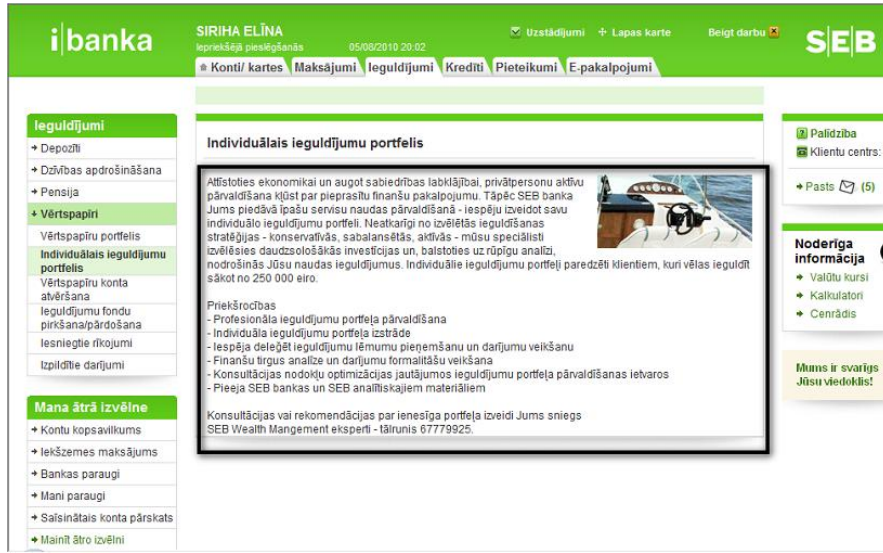 i|banka
SIRIHA ELĪNA
Iepriekšējā pieslēgšanās 05/08/2010 20:02
Uzstādījumi
Lapas karte
Beigt darbu
S|E|B
Konti/ kartes
Maksājumi
Ieguldījumi
Kredīti
Pieteikumi
E-pakalpojumi
Ieguldījumi
Depozīti
Dzīvības apdrošināšana
Pensija
Vērtspapīri
Vērtspapīru portfelis
Individuālais ieguldījumu
portfelis
Vērtspapīru konta
atvēršana
Ieguldījumu fondu
pirkšana/pārdošana
Iesniegtie rīkojumi
Izpildītie darījumi
Mana ātrā izvēlne
Kontu kopsavilkums
Iekšzemes maksājums
Bankas paraugi
Mani paraugi
Saīsinātais konta pārskats
Mainīt ātro izvēlni
Individuālais ieguldījumu portfelis
Attīstoties ekonomikai un augot sabiedrības labklājībai, privātpersonu aktīvu
pārvaldīšana kļūst par pieprasītu finanšu pakalpojumu. Tāpēc SEB banka
Jums piedāvā īpašu servisu naudas pārvaldīšanā - iespēju izveidot savu
individuālo ieguldījumu portfeli. Neatkarīgi no izvēlētās ieguldīšanas
stratēģijas - konservatīvās, sabalansētās, aktīvās - mūsu speciālisti
izvēlēsies daudzsološākās investīcijas un, balstoties uz rūpīgu analīzi,
nodrošinās Jūsu naudas ieguldījumus. Individuālie ieguldījumu portfeļi paredzēti klientiem, kuri vēlas ieguldīt
sākot no 250 000 eiro.
Priekšrocības
- Profesionāla ieguldījumu portfeļa pārvaldīšana
- Individuāla ieguldījumu portfeļa izstrāde
- Iespēja deleģēt ieguldījumu lēmumu pieņemšanu un darījumu veikšanu
- Finanšu tirgus analīze un darījumu formalitāšu veikšana
- Konsultācijas nodokļu optimizācijas jautājumos ieguldījumu portfeļa pārvaldīšanas ietvaros
- Pieeja SEB bankas un SEB analītiskajiem materiāliem
Konsultācijas vai rekomendācijas par ienesīga portfeļa izveidi Jums sniegs
SEB Wealth Mangement eksperti - tālrunis 67779925.
Palīdzība
Klientu centrs:
Pasts (5)
Noderīga
informācija
Valūtu kursi
Kalkulatori
Cenrādis
Mums ir svarīgs
Jūsu viedoklis!